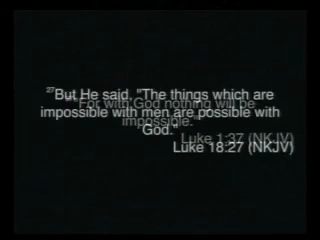 27But He said, "The things which are
impossible with men are possible with
God."
Luke 18:27 (NKJV)
"For with God nothing will be
impossible."
Luke 1:37 (NKJV)